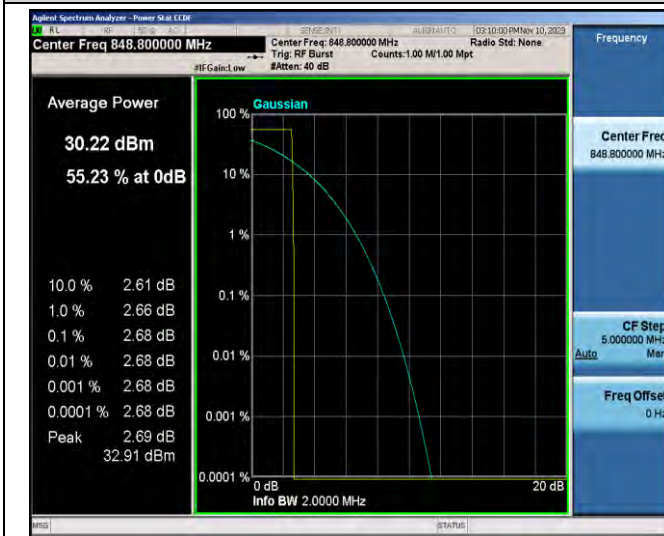 Agilent Spectrum Analyzer - Power Stat CCDF
RL RF 50 Ω AC SENSE:INT ALIGN AUTO 03:10:00 PM Nov 10, 2023
Center Freq 848.800000 MHz
Center Freq: 848.800000 MHz Radio Std: None
Trig: RF Burst Counts:1.00 M/1.00 Mpt
#IFGain:Low #Atten: 40 dB
Frequency
Average Power
30.22 dBm
55.23 % at 0dB
10.0 % 2.61 dB
1.0 % 2.66 dB
0.1 % 2.68 dB
0.01 % 2.68 dB
0.001 % 2.68 dB
0.0001 % 2.68 dB
Peak 2.69 dB
32.91 dBm
Gaussian
100 %
10 %
1 %
0.1 %
0.01 %
0.001 %
0.0001 %
0 dB 20 dB
Info BW 2.0000 MHz
Center Freq
848.800000 MHz
CF Step
5.000000 MHz
Auto Man
Freq Offset
0 Hz
MSG STATUS